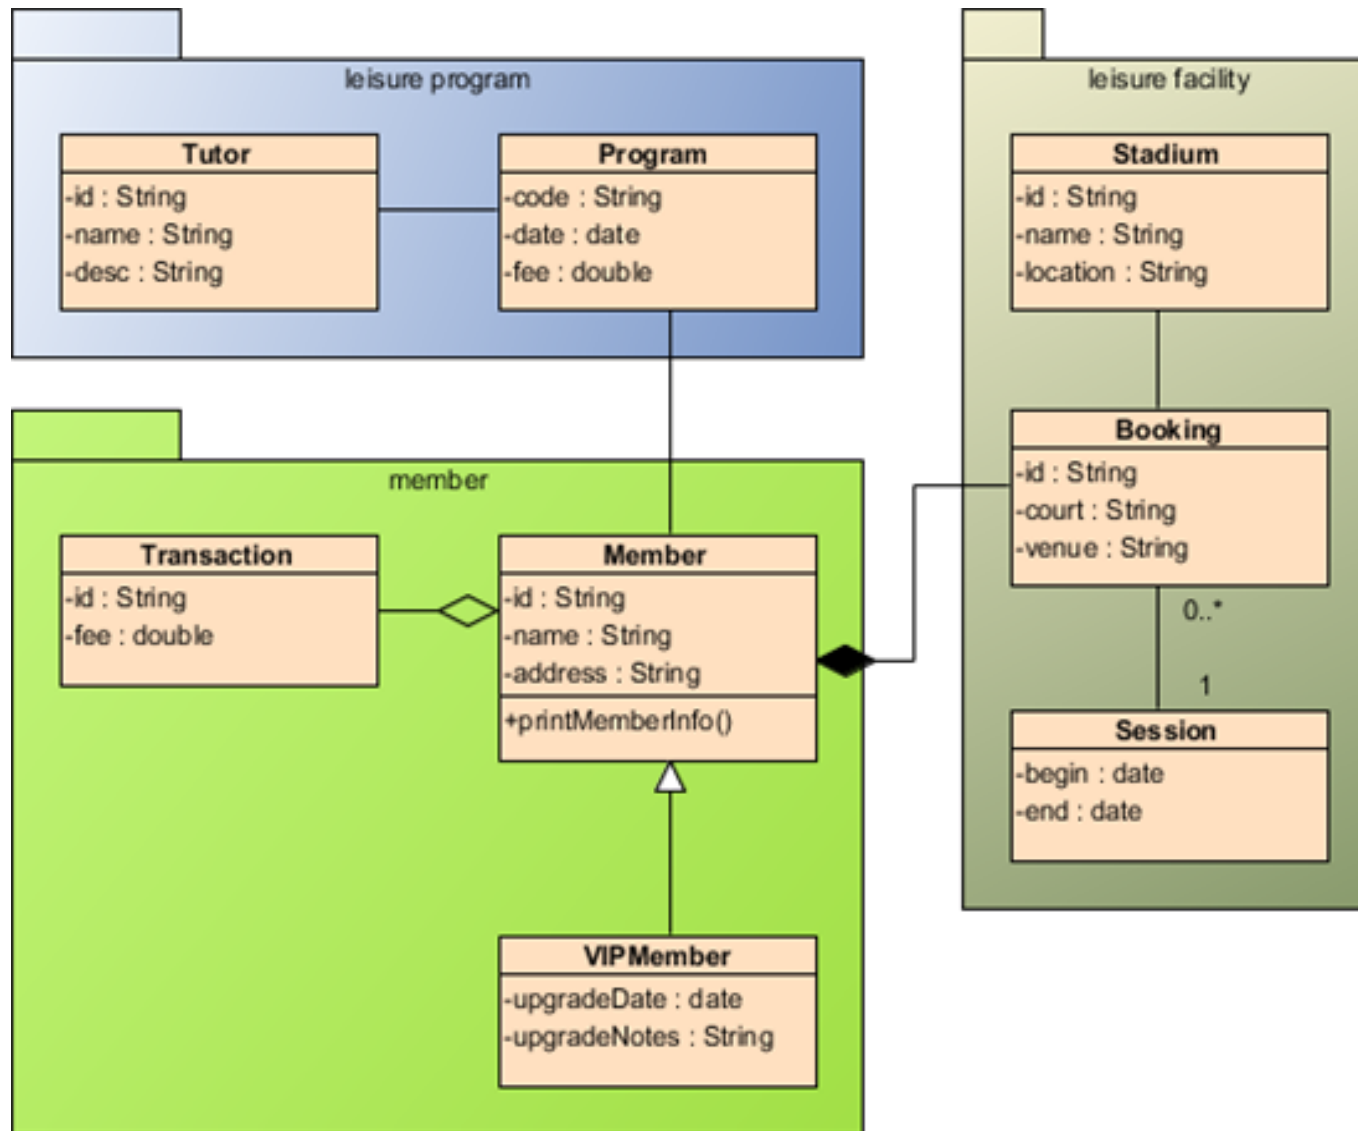 leisure program
Tutor
-id : String
-name : String
-desc : String
Program
-code : String
-date : date
-fee : double
member
Transaction
-id : String
-fee : double
Member
-id : String
-name : String
-address : String
+printMemberInfo()
VIPMember
-upgradeDate : date
-upgradeNotes : String
leisure facility
Stadium
-id : String
-name : String
-location : String
Booking
-id : String
-court : String
-venue : String
0..*
1
Session
-begin : date
-end : date